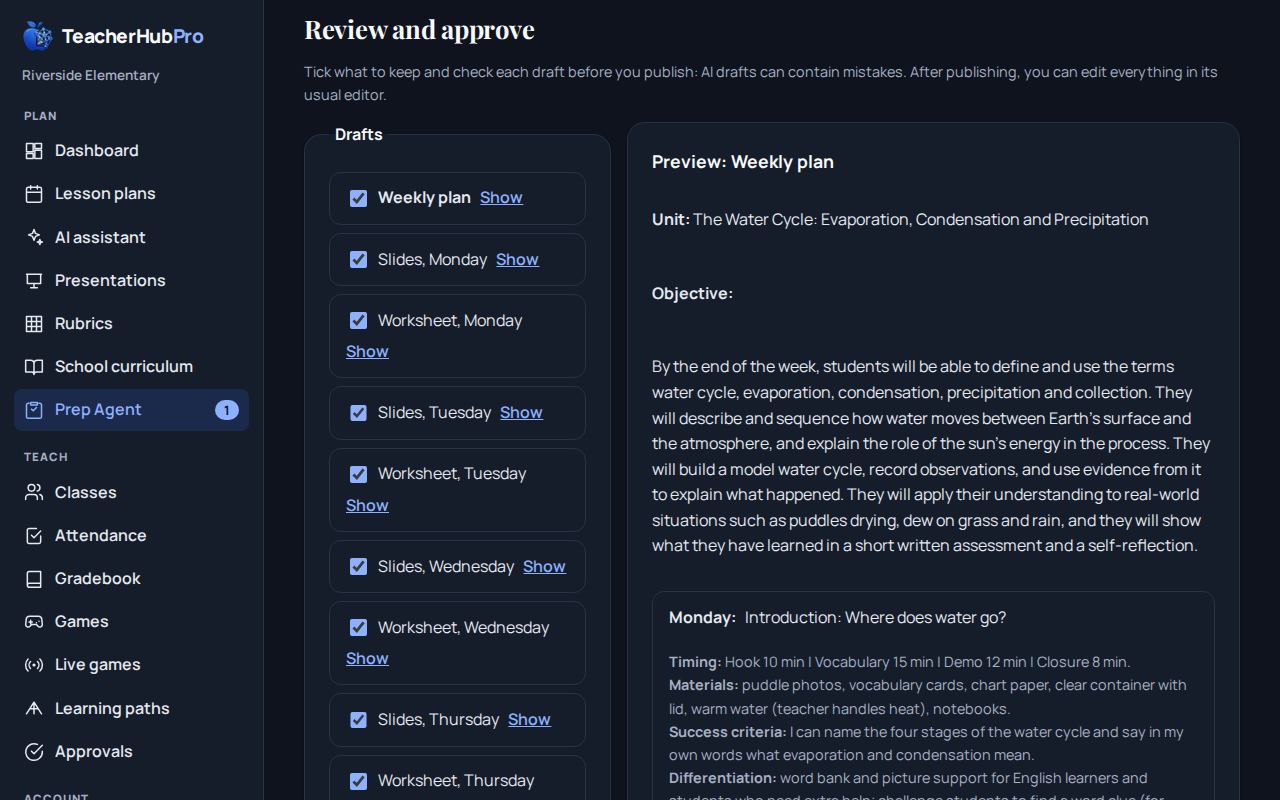 TeacherHubPro
Riverside Elementary
PLAN
Dashboard
Lesson plans
AI assistant
Presentations
Rubrics
School curriculum
Prep Agent 1
TEACH
Classes
Attendance
Gradebook
Games
Live games
Learning paths
Approvals
ACCOUNT
Review and approve
Tick what to keep and check each draft before you publish: AI drafts can contain mistakes. After publishing, you can edit everything in its
usual editor.
Drafts
Weekly plan Show
Slides, Monday Show
Worksheet, Monday
Show
Slides, Tuesday Show
Worksheet, Tuesday
Show
Slides, Wednesday Show
Worksheet, Wednesday
Show
Slides, Thursday Show
Worksheet, Thursday
Preview: Weekly plan
Unit: The Water Cycle: Evaporation, Condensation and Precipitation
Objective:
By the end of the week, students will be able to define and use the terms
water cycle, evaporation, condensation, precipitation and collection. They
will describe and sequence how water moves between Earth's surface and
the atmosphere, and explain the role of the sun's energy in the process. They
will build a model water cycle, record observations, and use evidence from it
to explain what happened. They will apply their understanding to real-world
situations such as puddles drying, dew on grass and rain, and they will show
what they have learned in a short written assessment and a self-reflection.
Monday: Introduction: Where does water go?
Timing: Hook 10 min | Vocabulary 15 min | Demo 12 min | Closure 8 min.
Materials: puddle photos, vocabulary cards, chart paper, clear container with
lid, warm water (teacher handles heat), notebooks.
Success criteria: I can name the four stages of the water cycle and say in my
own words what evaporation and condensation mean.
Differentiation: word bank and picture support for English learners and
students who need extra help; challenge students to find a word clue (for